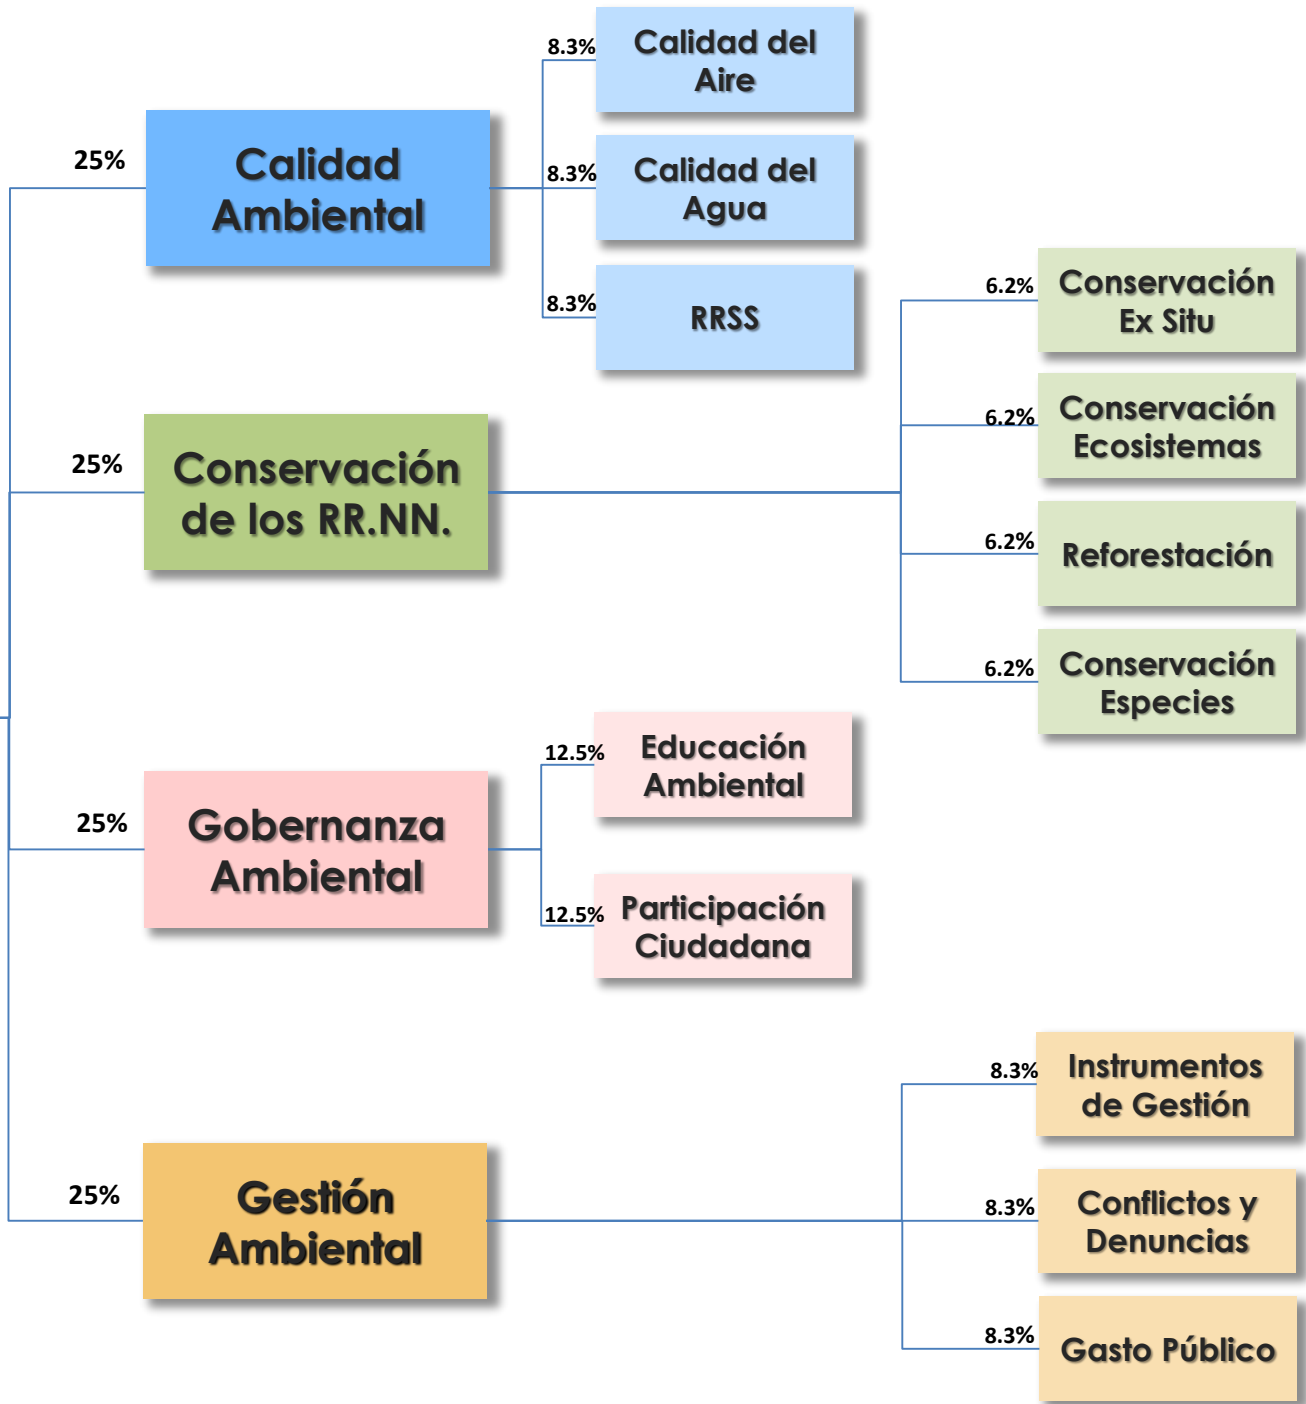 25%
Calidad
Ambiental
8.3%
Calidad del
Aire
8.3%
Calidad del
Agua
8.3%
RRSS
25%
Conservación
de los RR.NN.
6.2%
Conservación
Ex Situ
6.2%
Conservación
Ecosistemas
6.2%
Reforestación
6.2%
Conservación
Especies
25%
Gobernanza
Ambiental
12.5%
Educación
Ambiental
12.5%
Participación
Ciudadana
25%
Gestión
Ambiental
8.3%
Instrumentos
de Gestión
8.3%
Conflictos y
Denuncias
8.3%
Gasto Público